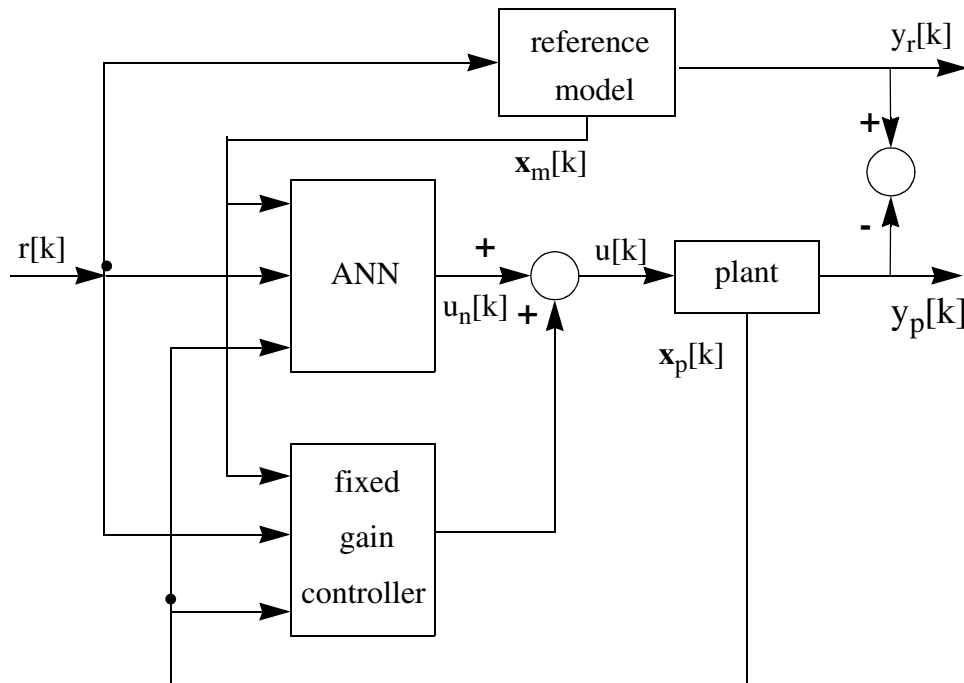 reference
model
y_r[k]
+
x_m[k]
-
r[k]
ANN
+
u_n[k]
+
u[k]
plant
y_p[k]
x_p[k]
fixed
gain
controller